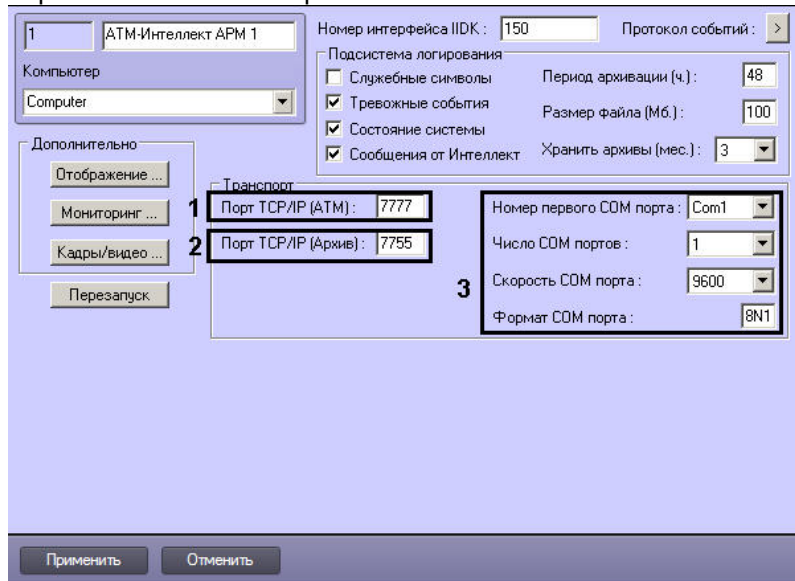 1
АТМ-Интеллект АРМ 1
Компьютер
Computer
Номер интерфейса IIDK :
150
Протокол событий :
>
Подсистема логирования
Служебные символы
Тревожные события
Состояние системы
Сообщения от Интеллект
Период архивации (ч.) :
48
Размер файла (Мб.) :
100
Хранить архивы (мес.) :
3
Дополнительно
Отображение ...
Мониторинг ...
Кадры/видео ...
Перезапуск
Транспорт
1
Порт TCP/IP (АТМ) :
7777
2
Порт TCP/IP (Архив) :
7755
3
Номер первого COM порта :
Com1
Число COM портов :
1
Скорость COM порта :
9600
Формат COM порта :
8N1
Применить
Отменить